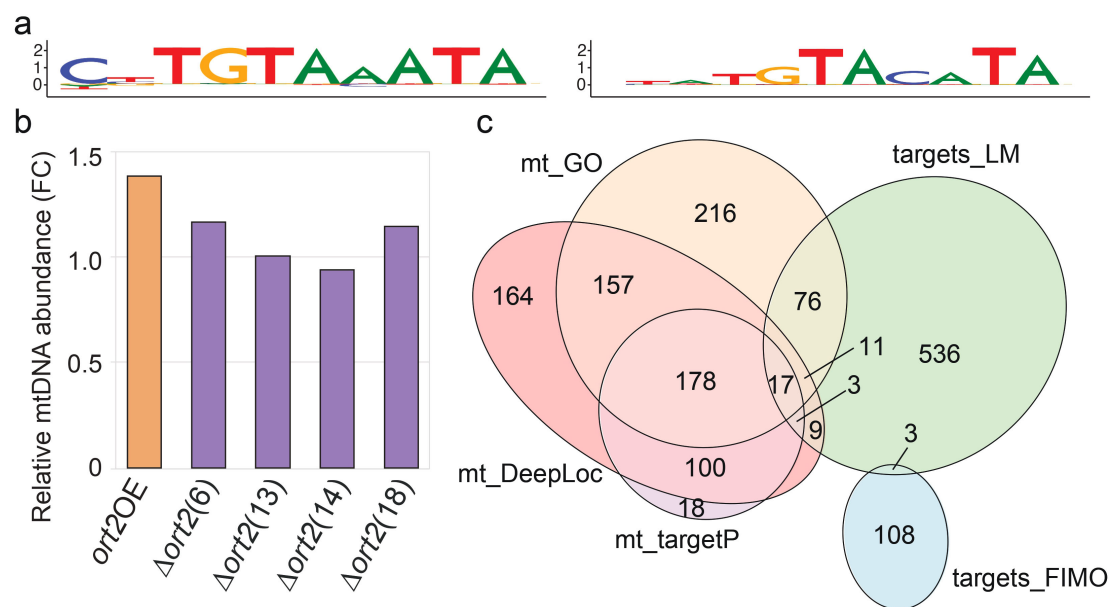 a
2
1
0
CTTGTAAATA
2
1
0
TATGTACATA
b
Relative mtDNA abundance (FC)
1.5
1.0
0.5
0
ort2OE
Δort2(6)
Δort2(13)
Δort2(14)
Δort2(18)
c
mt_GO
targets_LM
216
164
157
76
11
536
178
17
3
9
3
mt_DeepLoc
100
18
mt_targetP
108
targets_FIMO